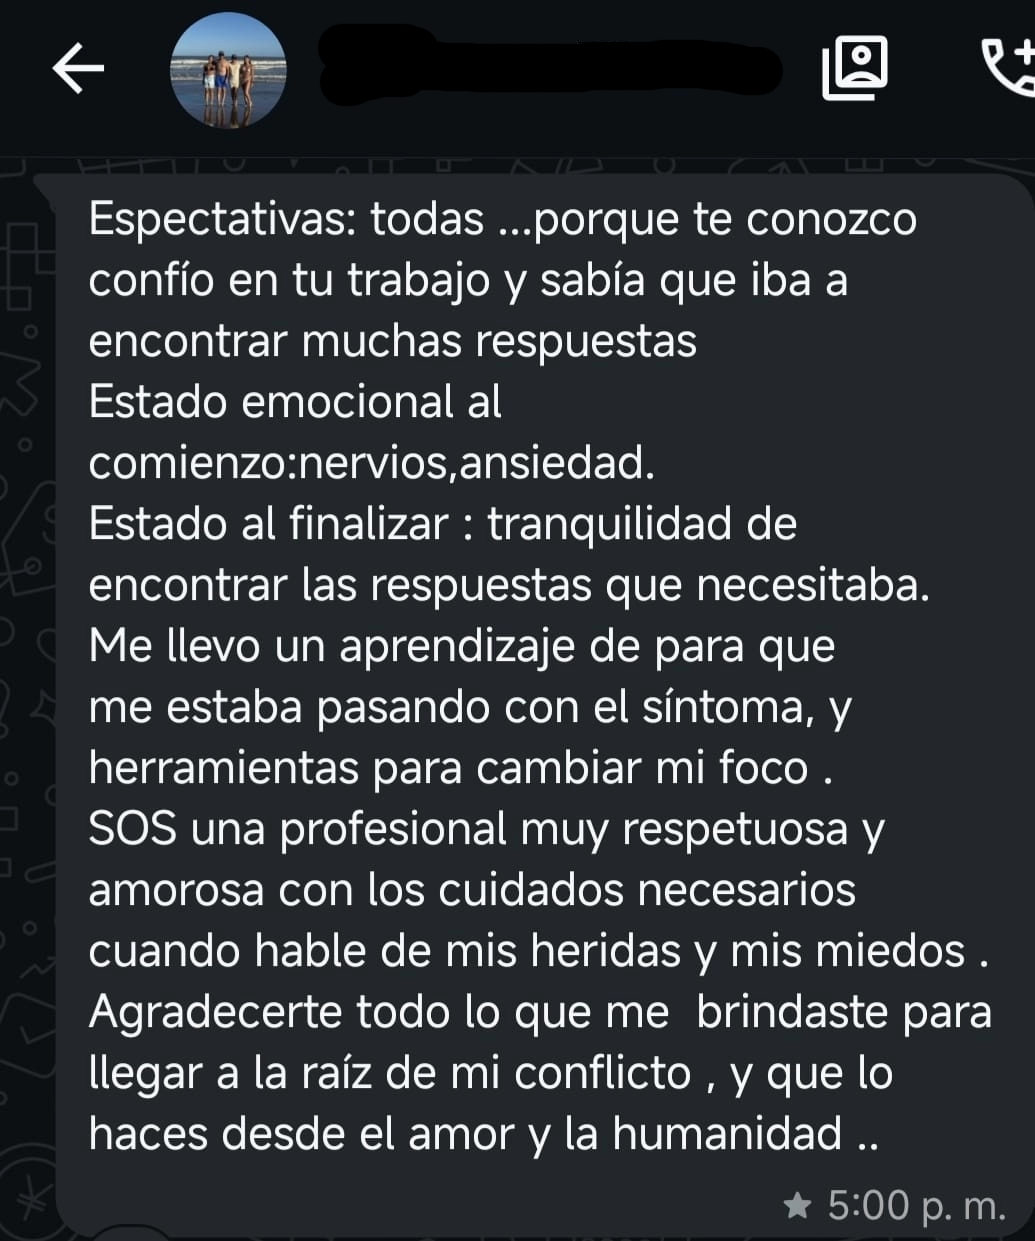 Espectativas: todas ...porque te conozco
confío en tu trabajo y sabía que iba a
encontrar muchas respuestas
Estado emocional al
comienzo:nervios,ansiedad.
Estado al finalizar : tranquilidad de
encontrar las respuestas que necesitaba.
Me llevo un aprendizaje de para que
me estaba pasando con el síntoma, y
herramientas para cambiar mi foco .
SOS una profesional muy respetuosa y
amorosa con los cuidados necesarios
cuando hable de mis heridas y mis miedos .
Agradecerte todo lo que me  brindaste para
llegar a la raíz de mi conflicto , y que lo
haces desde el amor y la humanidad ..
5:00 p. m.